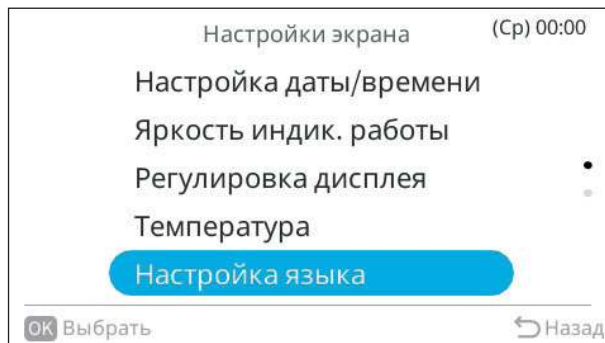 Настройки экрана
(Ср) 00:00
Настройка даты/времени
Яркость индик. работы
Регулировка дисплея
Температура
Настройка языка
OK Выбрать
Назад